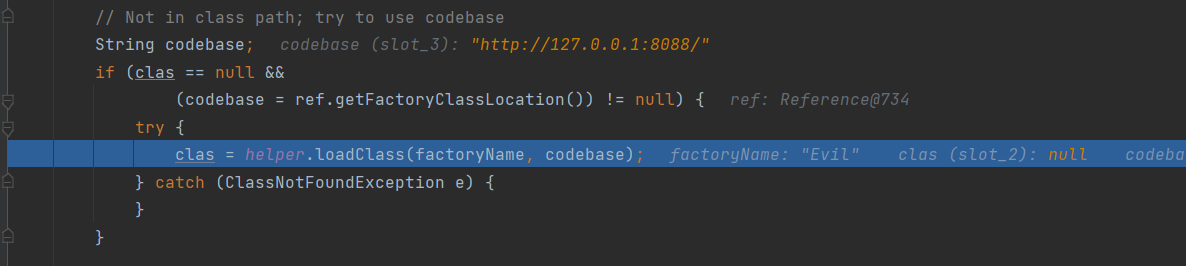 // Not in class path; try to use codebase
String codebase; codebase (slot_3): "http://127.0.0.1:8088/"
if (clas == null &&
(codebase = ref.getFactoryClassLocation()) != null) { ref: Reference@734
try {
clas = helper.loadClass(factoryName, codebase); factoryName: "Evil" clas (slot_2): null codeba
} catch (ClassNotFoundException e) {
}
}